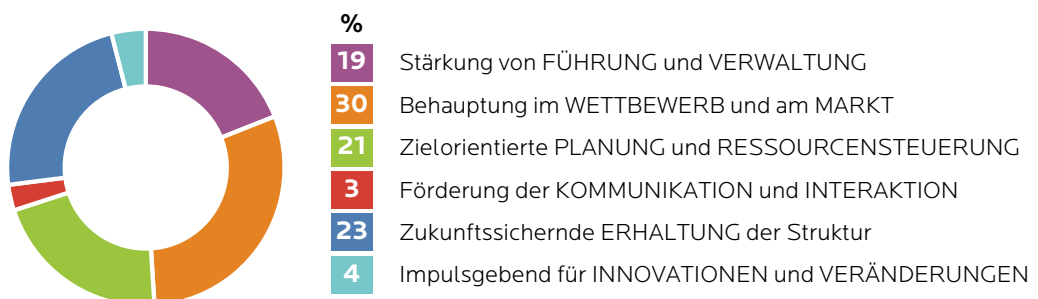 %
19 Stärkung von FÜHRUNG und VERWALTUNG
30 Behauptung im WETTBEWERB und am MARKT
21 Zielorientierte PLANUNG und RESSOURCENSTEUERUNG
3 Förderung der KOMMUNIKATION und INTERAKTION
23 Zukunftssichernde ERHALTUNG der Struktur
4 Impulsgebend für INNOVATIONEN und VERÄNDERUNGEN